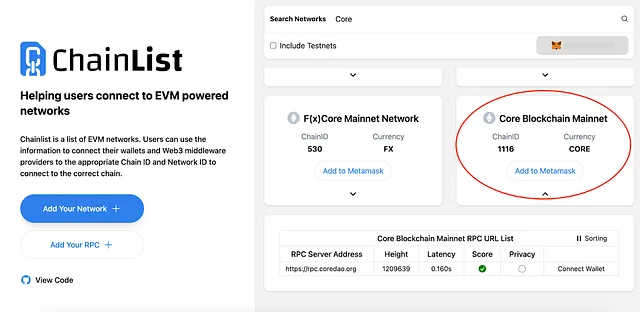 ChainList
Helping users connect to EVM powered
networks
Chainlist is a list of EVM networks. Users can use the
information to connect their wallets and Web3 middleware
providers to the appropriate Chain ID and Network ID to
connect to the correct chain.
Add Your Network +
Add Your RPC +
View Code
Search Networks Core
Include Testnets
F(x)Core Mainnet Network
ChainID Currency
530 FX
Add to Metamask
Core Blockchain Mainnet
ChainID Currency
1116 CORE
Add to Metamask
Core Blockchain Mainnet RPC URL List
Sorting
RPC Server Address Height Latency Score Privacy
https://rpc.coredao.org 1209639 0.160s Connect Wallet